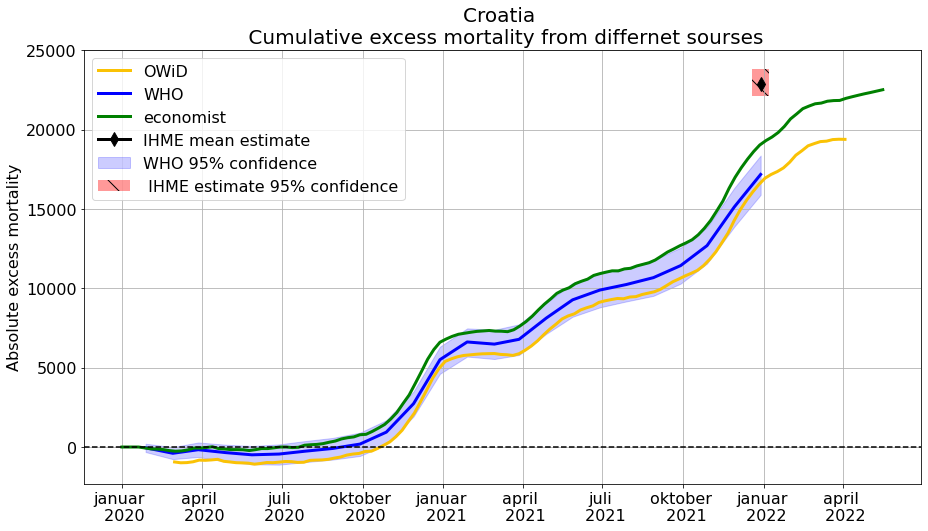 Croatia
Cumulative excess mortality from differnet sourses
Absolute excess mortality
25000
20000
15000
10000
5000
0
OWiD
WHO
economist
IHME mean estimate
WHO 95% confidence
IHME estimate 95% confidence
januar april juli oktober januar april juli oktober januar april
2020 2020 2020 2020 2021 2021 2021 2021 2022 2022